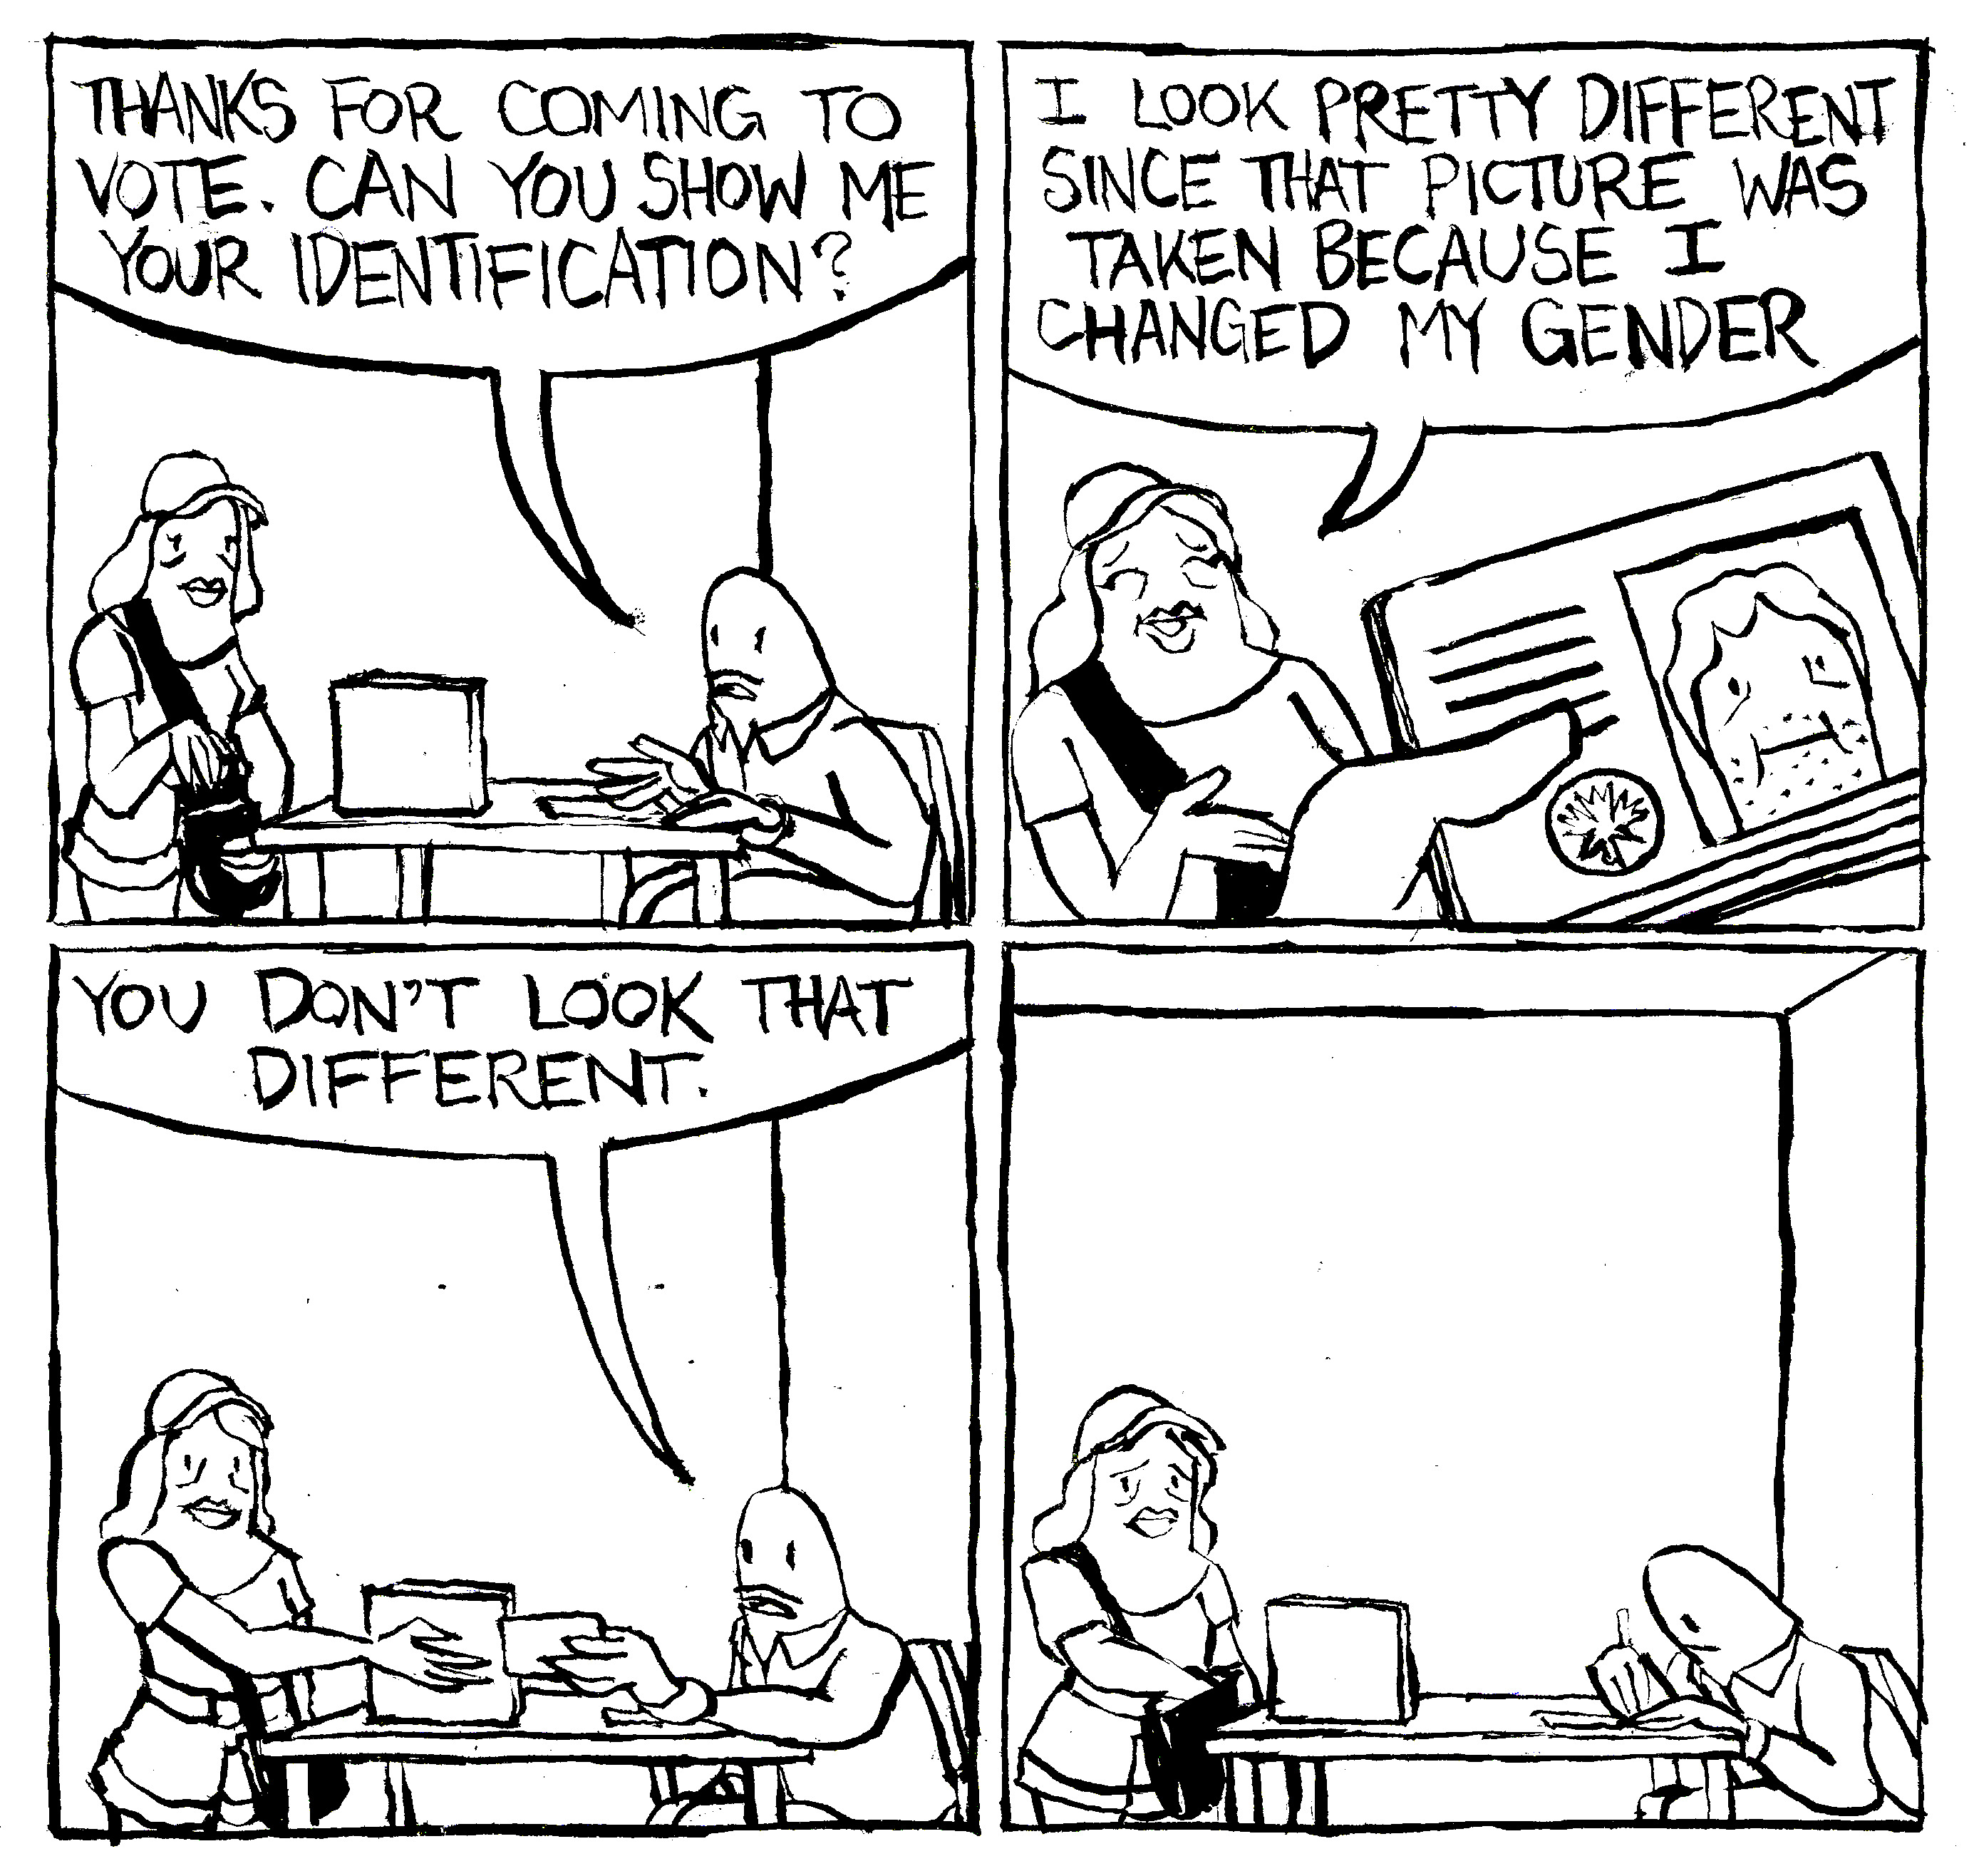 THANKS FOR COMING TO
VOTE. CAN YOU SHOW ME
YOUR IDENTIFICATION?
I LOOK PRETTY DIFFERENT
SINCE THAT PICTURE WAS
TAKEN BECAUSE I
CHANGED MY GENDER
YOU DON'T LOOK THAT
DIFFERENT.